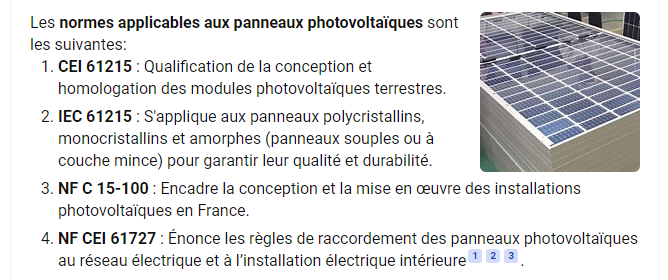 Les normes applicables aux panneaux photovoltaïques sont
les suivantes:
1. CEI 61215 : Qualification de la conception et
homologation des modules photovoltaïques terrestres.
2. IEC 61215 : S'applique aux panneaux polycristallins,
monocristallins et amorphes (panneaux souples ou à
couche mince) pour garantir leur qualité et durabilité.
3. NF C 15-100 : Encadre la conception et la mise en œuvre des installations
photovoltaïques en France.
4. NF CEI 61727 : Énonce les règles de raccordement des panneaux photovoltaïques
au réseau électrique et à l’installation électrique intérieure 1 2 3 .